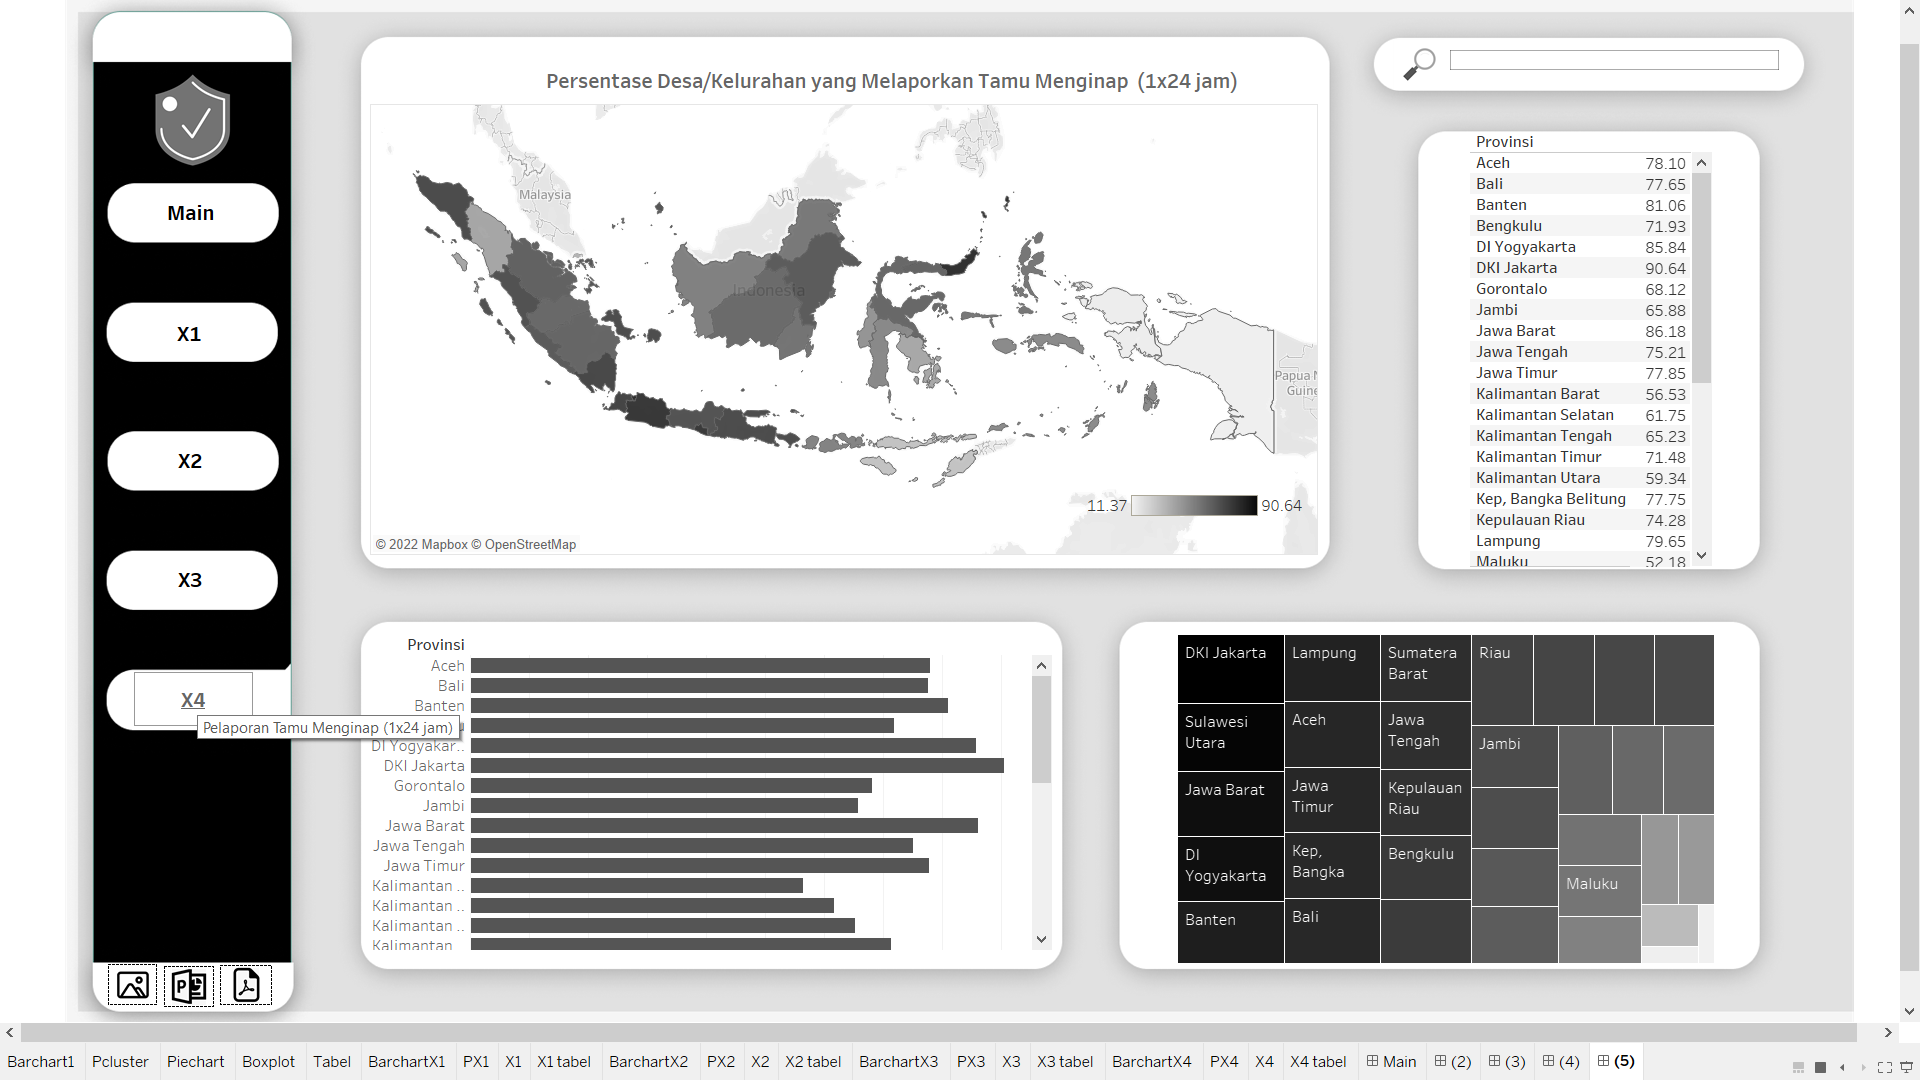 Main
X1
X2
X3
X4
Pelaporan Tamu Menginap (1x24 jam)
Persentase Desa/Kelurahan yang Melaporkan Tamu Menginap (1x24 jam)
Malaysia
Indonesia
Papua
Guine
11.37
90.64
© 2022 Mapbox © OpenStreetMap
Provinsi
Aceh 78.10
Bali 77.65
Banten 81.06
Bengkulu 71.93
DI Yogyakarta 85.84
DKI Jakarta 90.64
Gorontalo 68.12
Jambi 65.88
Jawa Barat 86.18
Jawa Tengah 75.21
Jawa Timur 77.85
Kalimantan Barat 56.53
Kalimantan Selatan 61.75
Kalimantan Tengah 65.23
Kalimantan Timur 71.48
Kalimantan Utara 59.34
Kep, Bangka Belitung 77.75
Kepulauan Riau 74.28
Lampung 79.65
Maluku 52.18
Provinsi
Aceh
Bali
Banten
DI Yogyakar..
DKI Jakarta
Gorontalo
Jambi
Jawa Barat
Jawa Tengah
Jawa Timur
Kalimantan ..
Kalimantan ..
Kalimantan ..
Kalimantan
DKI Jakarta
Sulawesi
Utara
Jawa Barat
DI
Yogyakarta
Banten
Lampung
Aceh
Jawa
Timur
Kep,
Bangka
Bali
Sumatera
Barat
Jawa
Tengah
Kepulauan
Riau
Bengkulu
Riau
Jambi
Maluku
Barchart1 Pcluster Piechart Boxplot Tabel BarchartX1 PX1 X1 X1 tabel BarchartX2 PX2 X2 X2 tabel BarchartX3 PX3 X3 X3 tabel BarchartX4 PX4 X4 X4 tabel Main (2) (3) (4) (5)